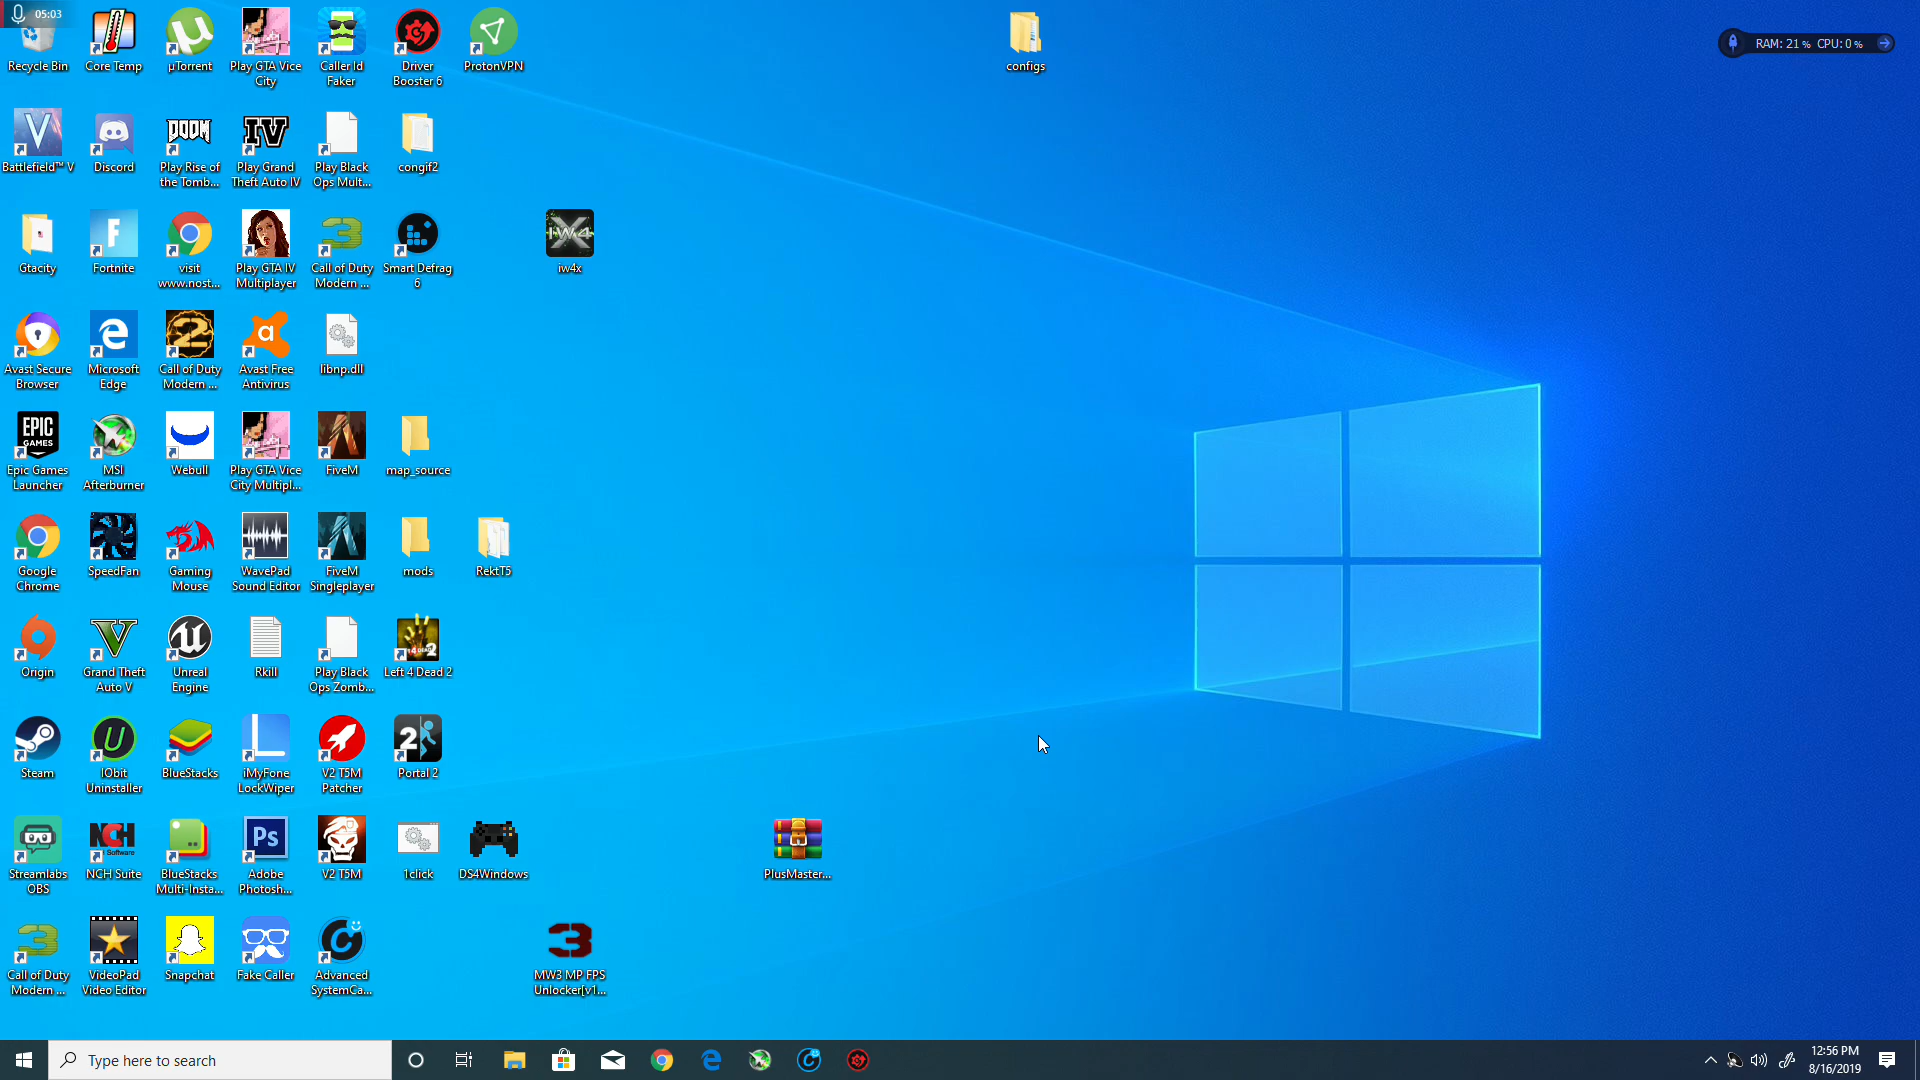 05:03
Recycle Bin
Core Temp
µTorrent
Play GTA Vice
City
Caller Id
Faker
Driver
Booster 6
ProtonVPN
configs
RAM: 21 % CPU: 0 %
Battlefield™ V
Discord
DOOM
Play Rise of
the Tomb...
IV
Play Grand
Theft Auto IV
Play Black
Ops Mult...
congif2
Gtacity
Fortnite
visit
www.nost...
Play GTA IV
Multiplayer
Call of Duty
Modern ...
Smart Defrag
6
IW4
iw4x
Avast Secure
Browser
Microsoft
Edge
Call of Duty
Modern ...
Avast Free
Antivirus
libnp.dll
EPIC
GAMES
Epic Games
Launcher
MSI
Afterburner
Webull
Play GTA Vice
City Multipl...
FiveM
map_source
Google
Chrome
SpeedFan
Gaming
Mouse
WavePad
Sound Editor
FiveM
Singleplayer
mods
RektT5
Origin
Grand Theft
Auto V
Unreal
Engine
Rkill
Play Black
Ops Zomb...
Left 4 Dead 2
Steam
IObit
Uninstaller
BlueStacks
iMyFone
LockWiper
V2 T5M
Patcher
Portal 2
Streamlabs
OBS
NCH
Software
NCH Suite
BlueStacks
Multi-Insta...
Ps
Adobe
Photosh...
V2 T5M
1click
DS4Windows
PlusMaster...
Call of Duty
Modern ...
VideoPad
Video Editor
Snapchat
Fake Caller
Advanced
SystemCa...
MW3 MP FPS
Unlocker[v1...
Type here to search
12:56 PM
8/16/2019